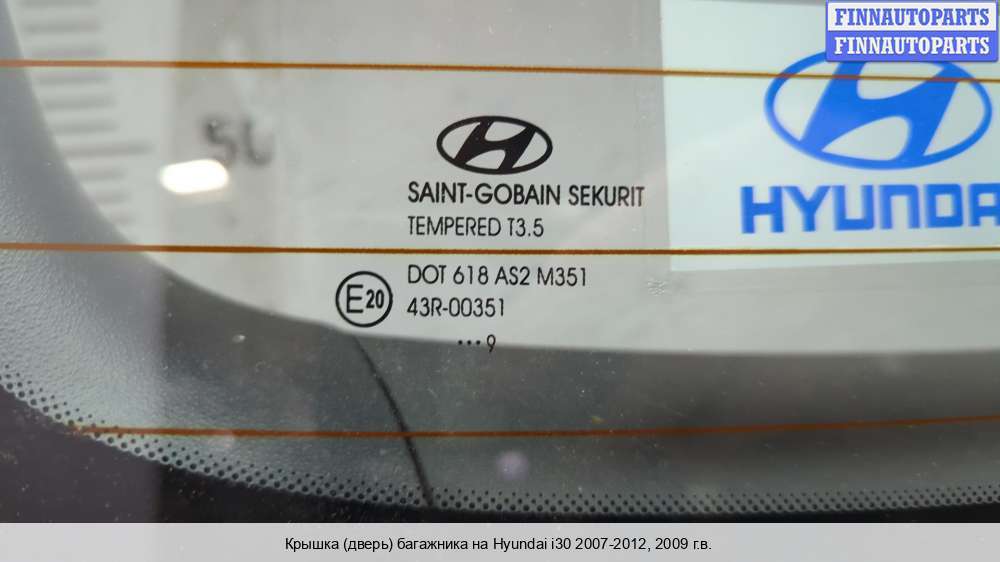 FINNAUTOPARTS
FINNAUTOPARTS
HYUNDA
SAINT-GOBAIN SEKURIT
TEMPERED T3.5
DOT 618 AS2 M351
E20
43R-00351
...9
Крышка (дверь) багажника на Hyundai i30 2007-2012, 2009 г.в.